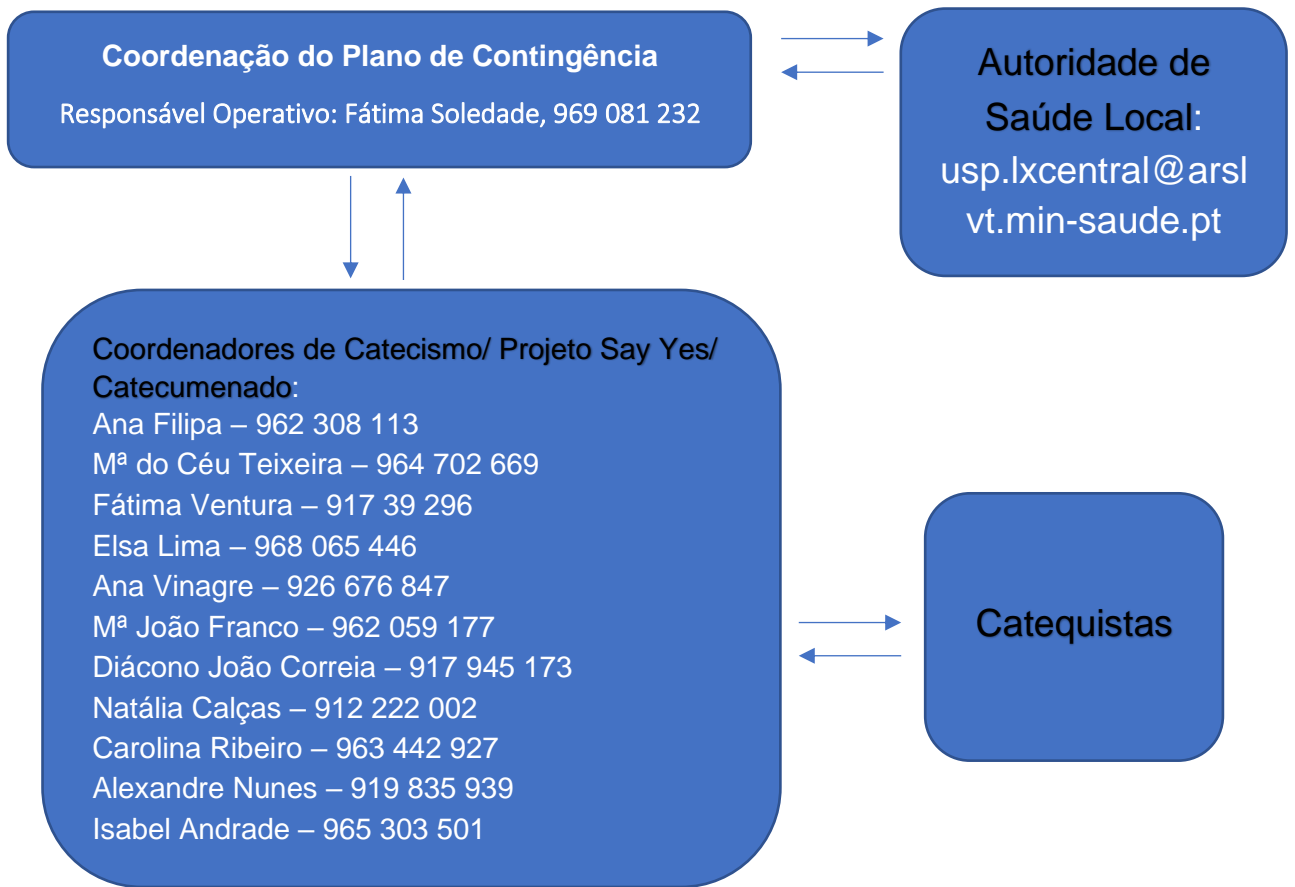 Coordenação do Plano de Contingência
Responsável Operativo: Fátima Soledade, 969 081 232
Autoridade de
Saúde Local:
usp.lxcentral@arsl
vt.min-saude.pt
Coordenadores de Catecismo/ Projeto Say Yes/
Catecumenado:
Ana Filipa – 962 308 113
Mª do Céu Teixeira – 964 702 669
Fátima Ventura – 917 39 296
Elsa Lima – 968 065 446
Ana Vinagre – 926 676 847
Mª João Franco – 962 059 177
Diácono João Correia – 917 945 173
Natália Calças – 912 222 002
Carolina Ribeiro – 963 442 927
Alexandre Nunes – 919 835 939
Isabel Andrade – 965 303 501
Catequistas